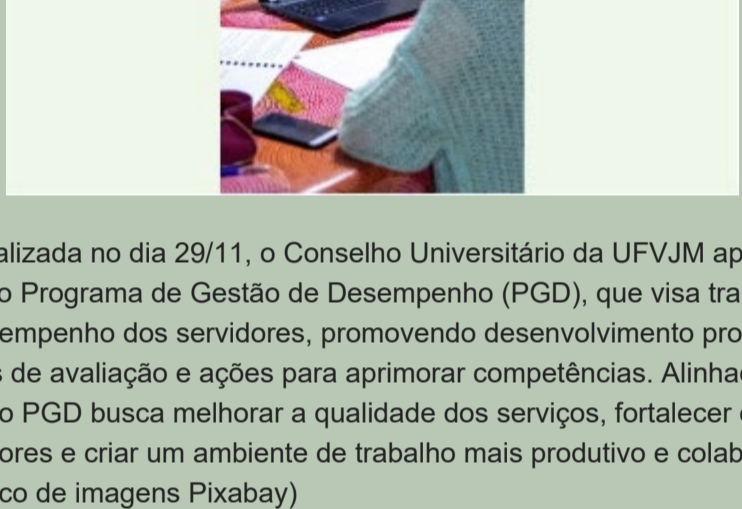 alizada no dia 29/11, o Conselho Universitário da UFVJM ap
o Programa de Gestão de Desempenho (PGD), que visa tra
empenho dos servidores, promovendo desenvolvimento pro
s de avaliação e ações para aprimorar competências. Alinha
o PGD busca melhorar a qualidade dos serviços, fortalecer
ores e criar um ambiente de trabalho mais produtivo e colab
co de imagens Pixabay)